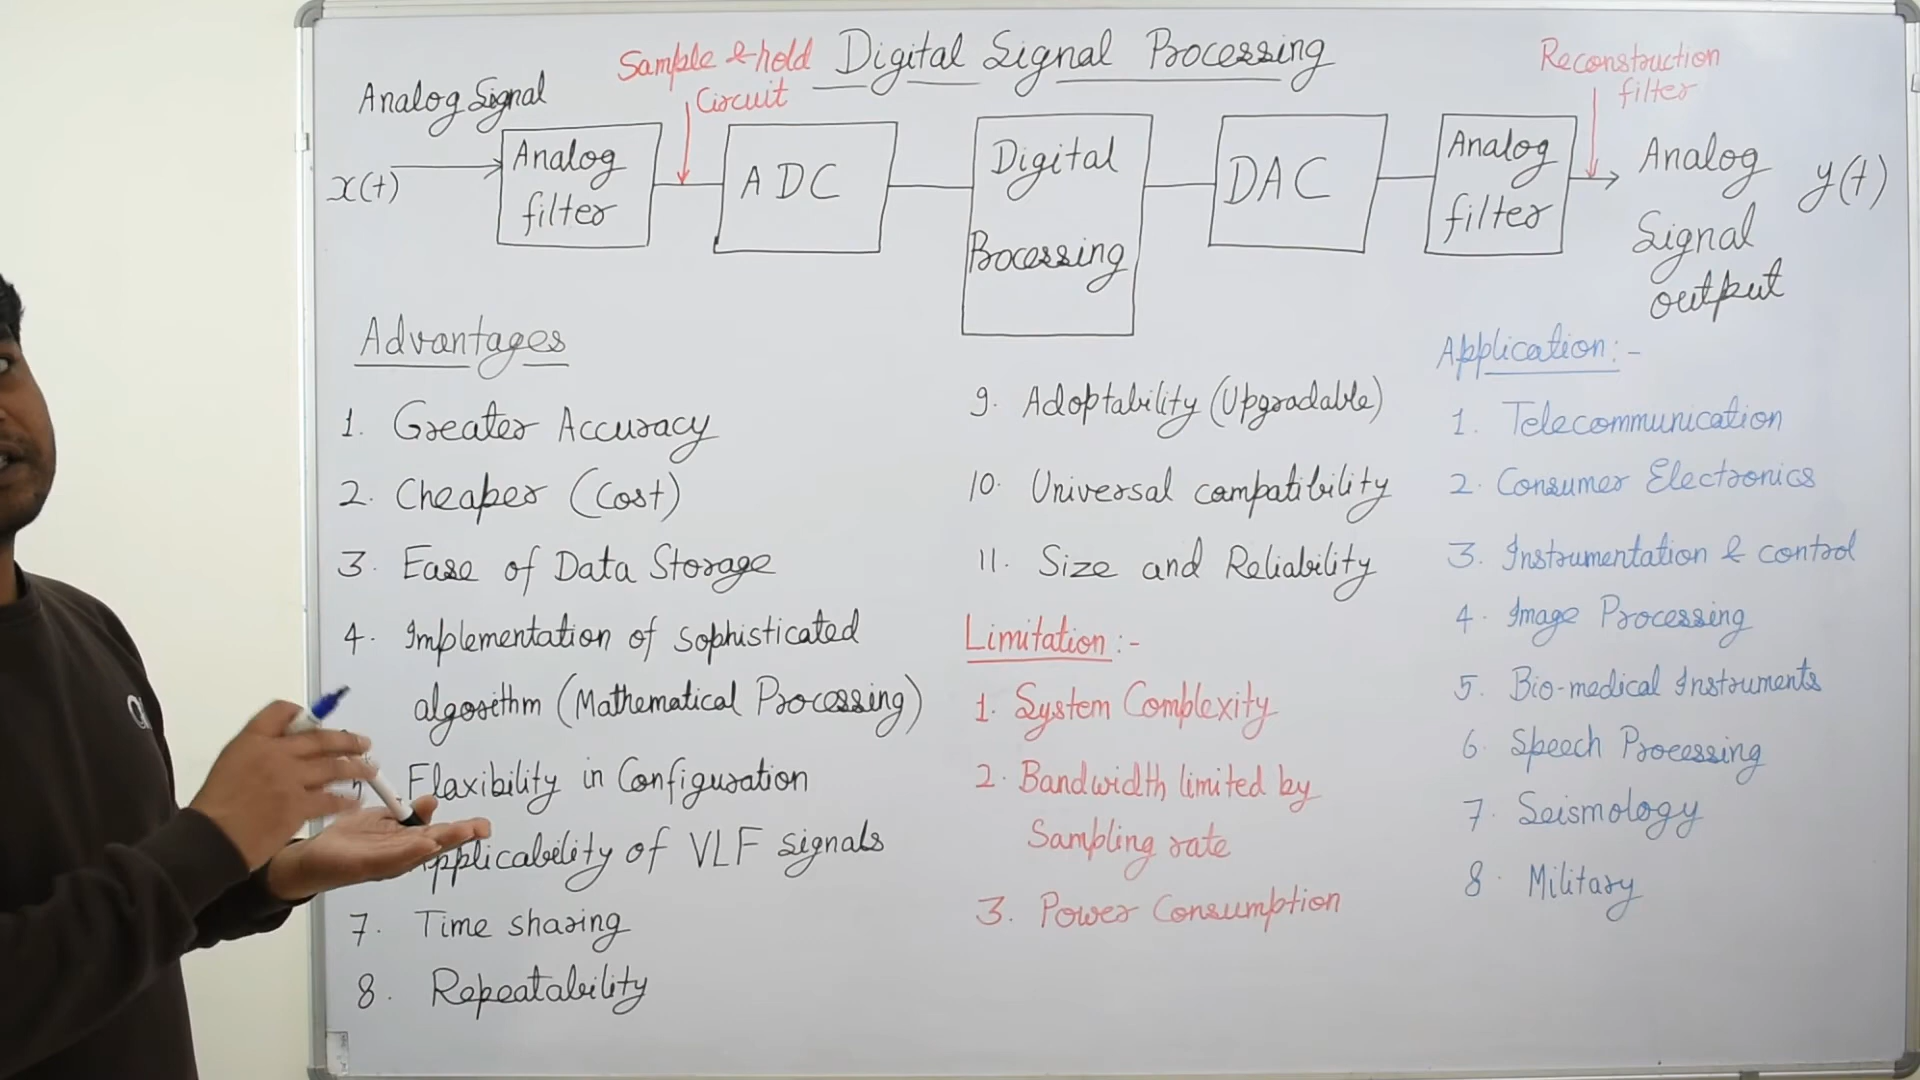 Digital Signal Processing
Sample & hold
Circuit
Reconstruction
filter
Analog Signal
x(t)
Analog
filter
ADC
Digital
Processing
DAC
Analog
filter
Analog
Signal
output
y(t)
Advantages
1. Greater Accuracy
2. Cheaper (Cost)
3. Ease of Data Storage
4. Implementation of sophisticated
algorithm (Mathematical Processing)
Flaxibility in Configuration
Applicability of VLF signals
7. Time sharing
8. Repeatability
9. Adoptability (Upgradable)
10. Universal compatibility
11. Size and Reliability
Limitation :-
1. System Complexity
2. Bandwidth limited by
Sampling rate
3. Power Consumption
Application :-
1. Telecommunication
2. Consumer Electronics
3. Instrumentation & control
4. Image Processing
5. Bio-medical Instruments
6. Speech Processing
7. Seismology
8. Military